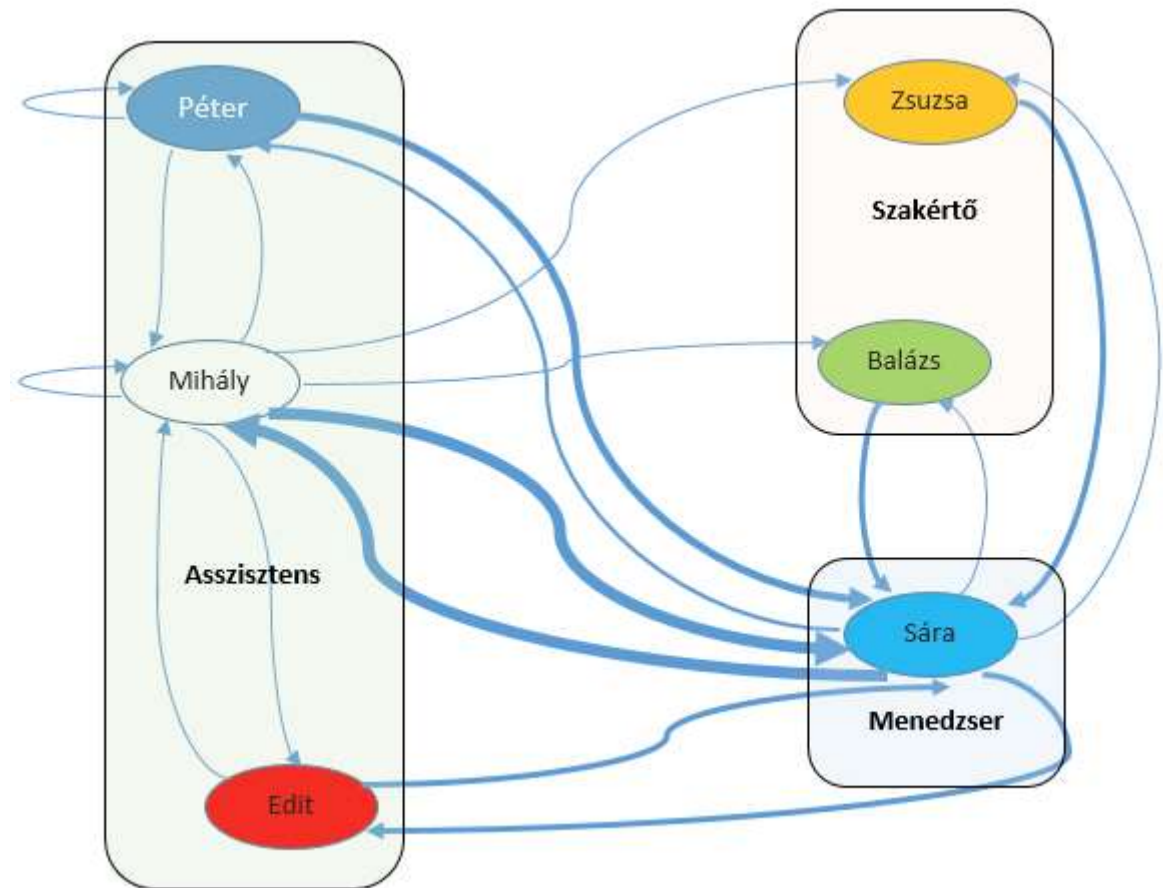 Péter
Zsuzsa
Szakértő
Mihály
Balázs
Asszisztens
Sára
Menedzser
Edit